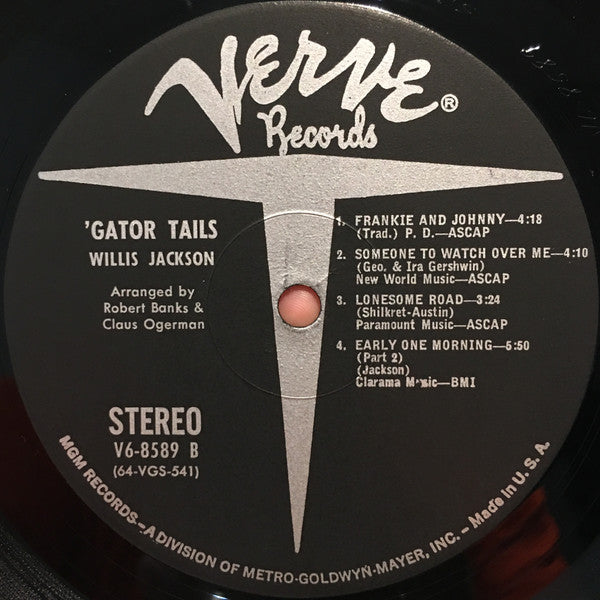 Verve ®
Records
'GATOR TAILS
WILLIS JACKSON
Arranged by
Robert Banks &
Claus Ogerman
STEREO
V6-8589 B
(64-VGS-541)
1. FRANKIE AND JOHNNY—4:18
(Trad.) P. D.—ASCAP
2. SOMEONE TO WATCH OVER ME—4:10
(Geo. & Ira Gershwin)
New World Music—ASCAP
3. LONESOME ROAD—3:24
(Shilkret-Austin)
Paramount Music—ASCAP
4. EARLY ONE MORNING—5:50
(Part 2)
(Jackson)
Clarama Music—BMI
MGM RECORDS—A DIVISION OF METRO-GOLDWYN-MAYER, INC.—Made in U. S. A.